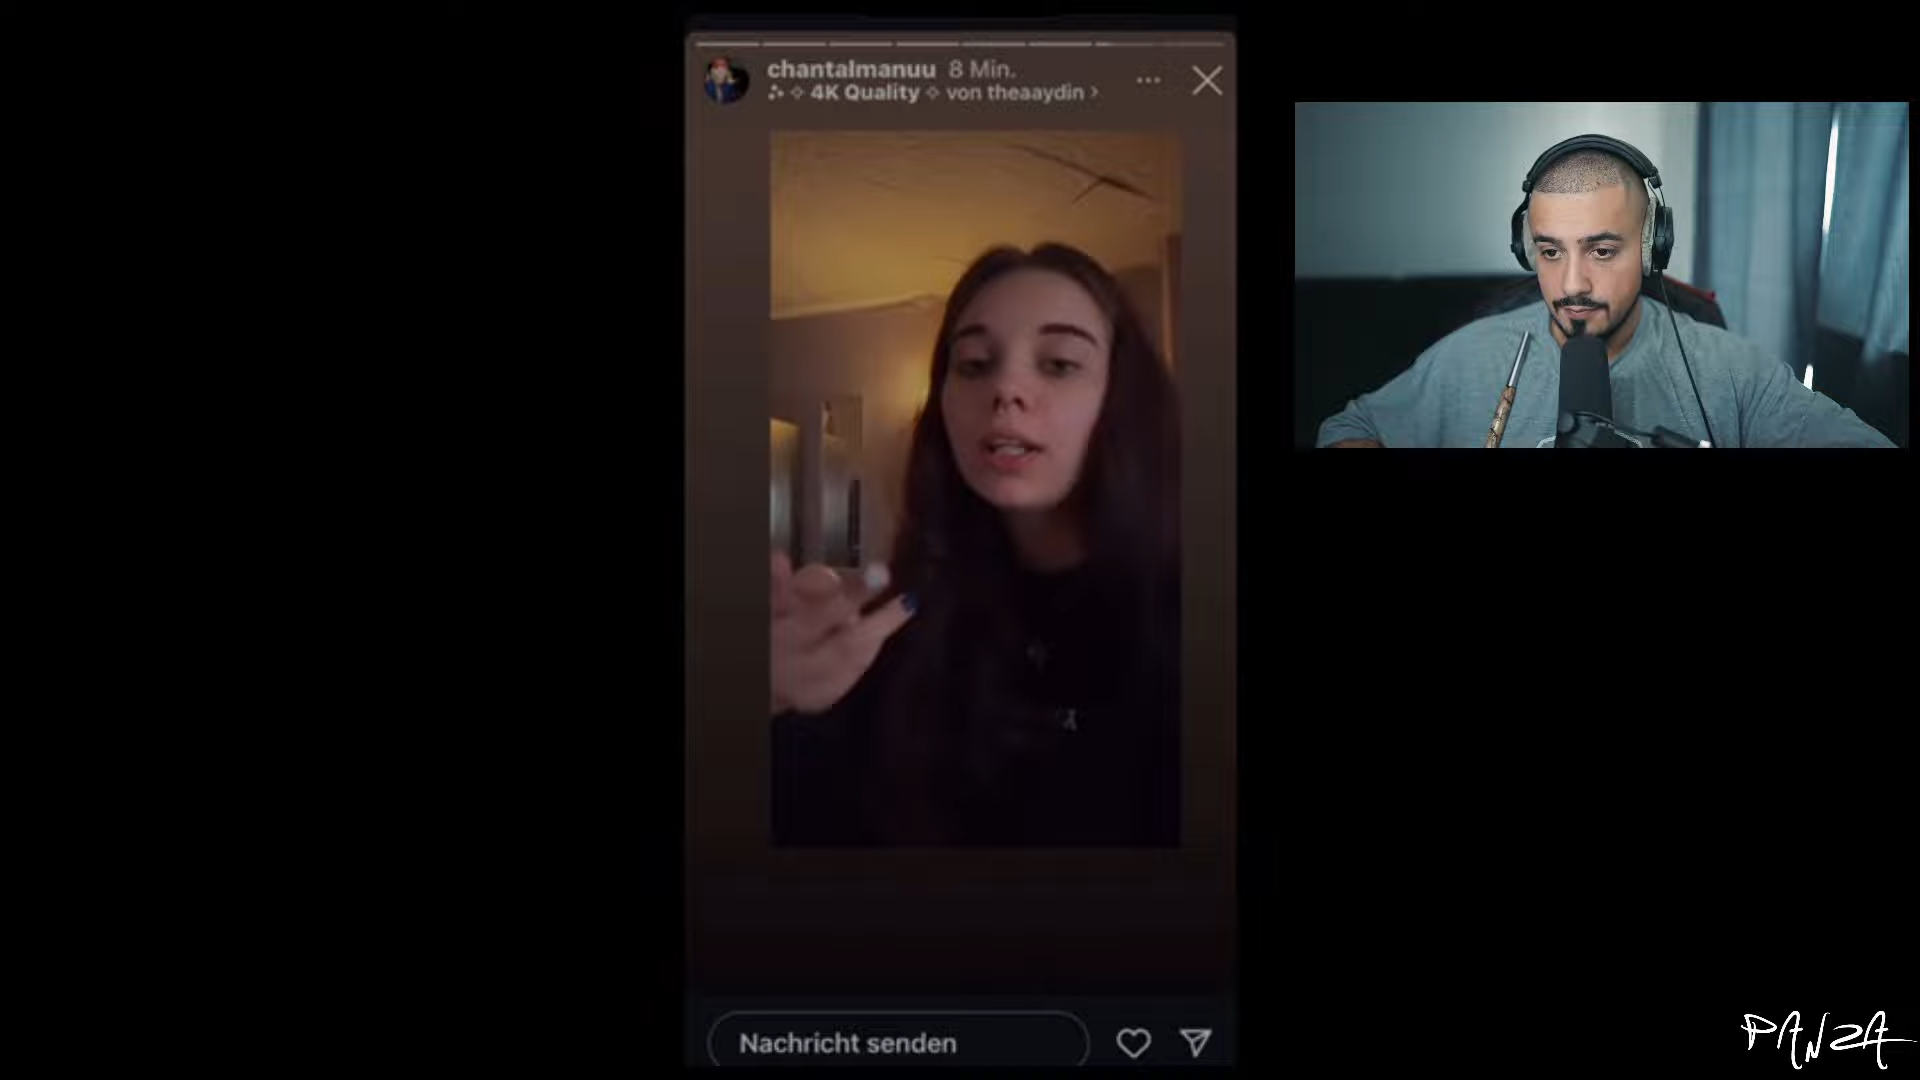 chantalmanuu 8 Min.
4K Quality von theaaydin >
Nachricht senden
PANZA